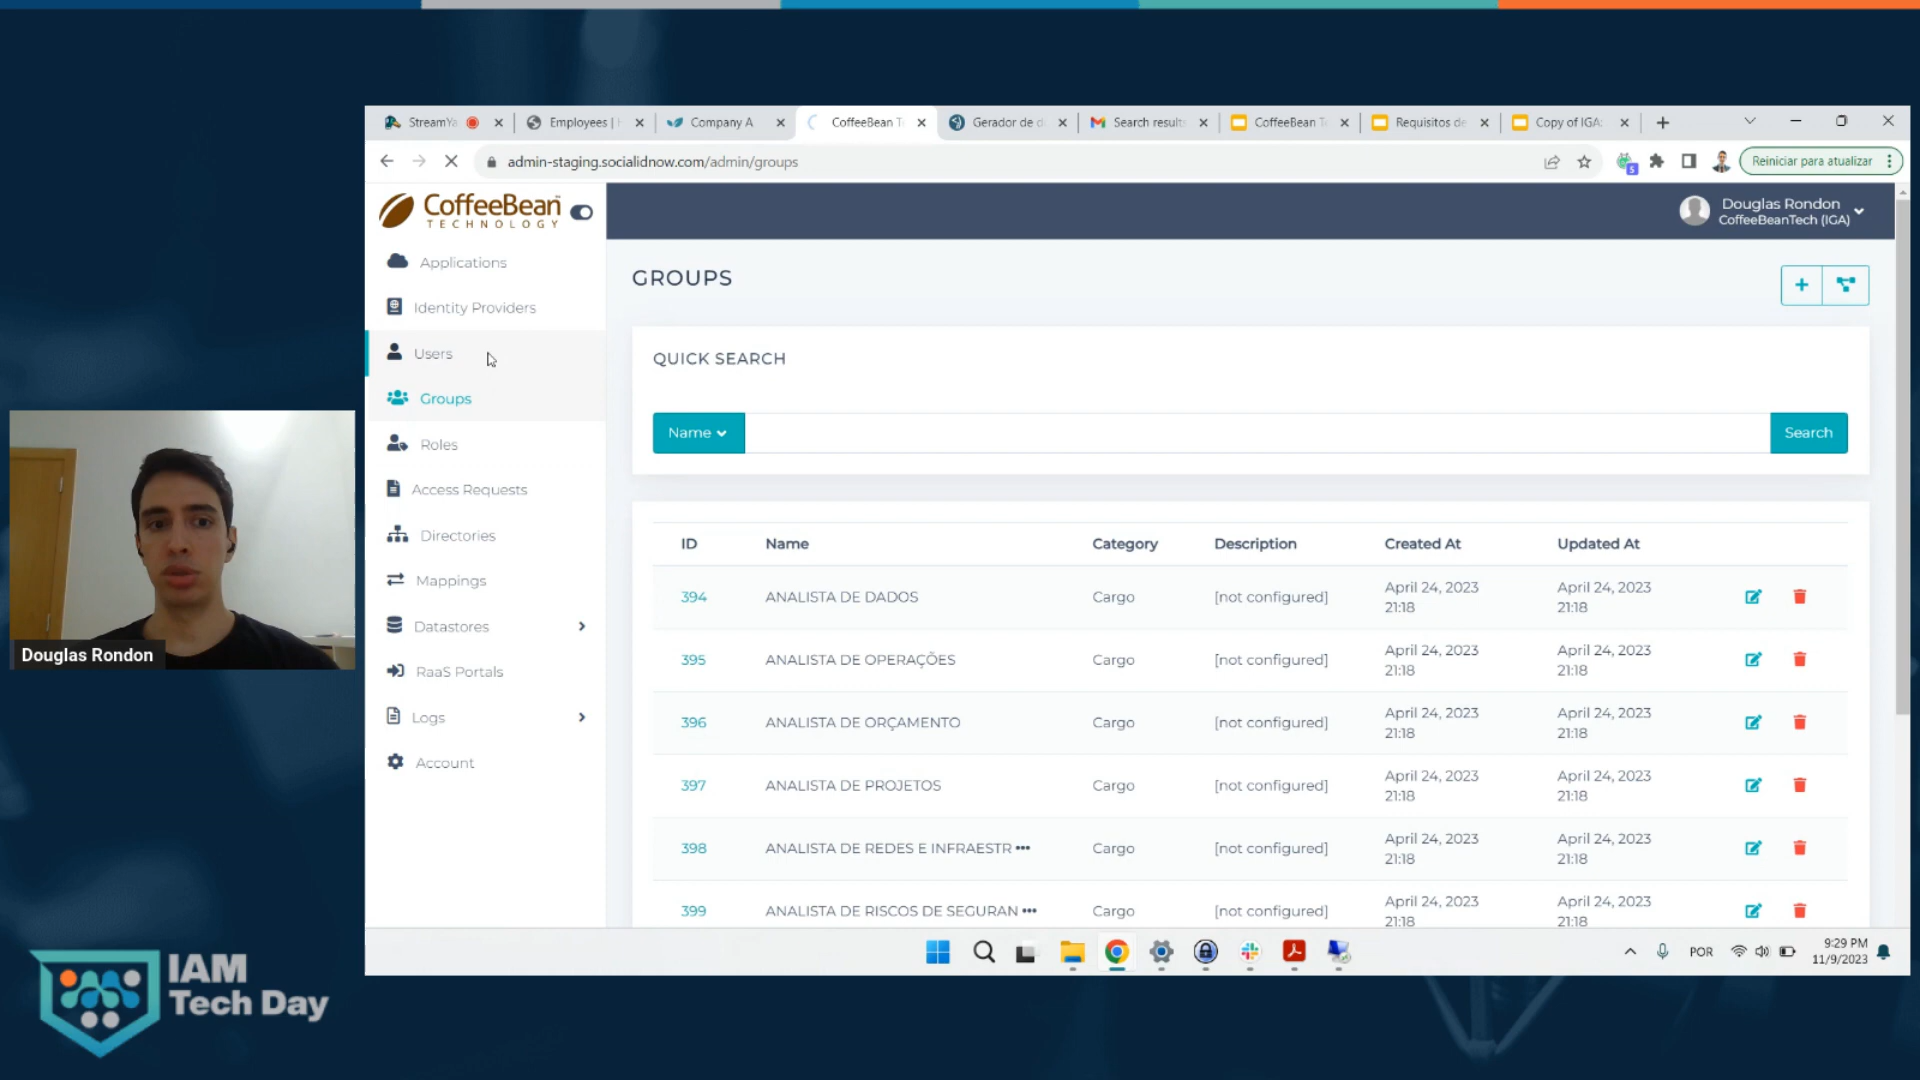 StreamYa
Employees |
Company A
CoffeeBean T
Gerador de d
Search results
CoffeeBean T
Requisitos de
Copy of IGA:
admin-staging.socialidnow.com/admin/groups
5
Reiniciar para atualizar
CoffeeBean
TECHNOLOGY
Douglas Rondon
CoffeeBeanTech (IGA)
Applications
Identity Providers
Users
Groups
Roles
Access Requests
Directories
Mappings
Datastores
RaaS Portals
Logs
Account
GROUPS
QUICK SEARCH
Name
Search
ID Name Category Description Created At Updated At
394 ANALISTA DE DADOS Cargo [not configured] April 24, 2023 21:18 April 24, 2023 21:18
395 ANALISTA DE OPERAÇÕES Cargo [not configured] April 24, 2023 21:18 April 24, 2023 21:18
396 ANALISTA DE ORÇAMENTO Cargo [not configured] April 24, 2023 21:18 April 24, 2023 21:18
397 ANALISTA DE PROJETOS Cargo [not configured] April 24, 2023 21:18 April 24, 2023 21:18
398 ANALISTA DE REDES E INFRAESTR ••• Cargo [not configured] April 24, 2023 21:18 April 24, 2023 21:18
399 ANALISTA DE RISCOS DE SEGURAN ••• Cargo [not configured] April 24, 2023 21:18 April 24, 2023 21:18
Douglas Rondon
POR
9:29 PM
11/9/2023
IAM
Tech Day